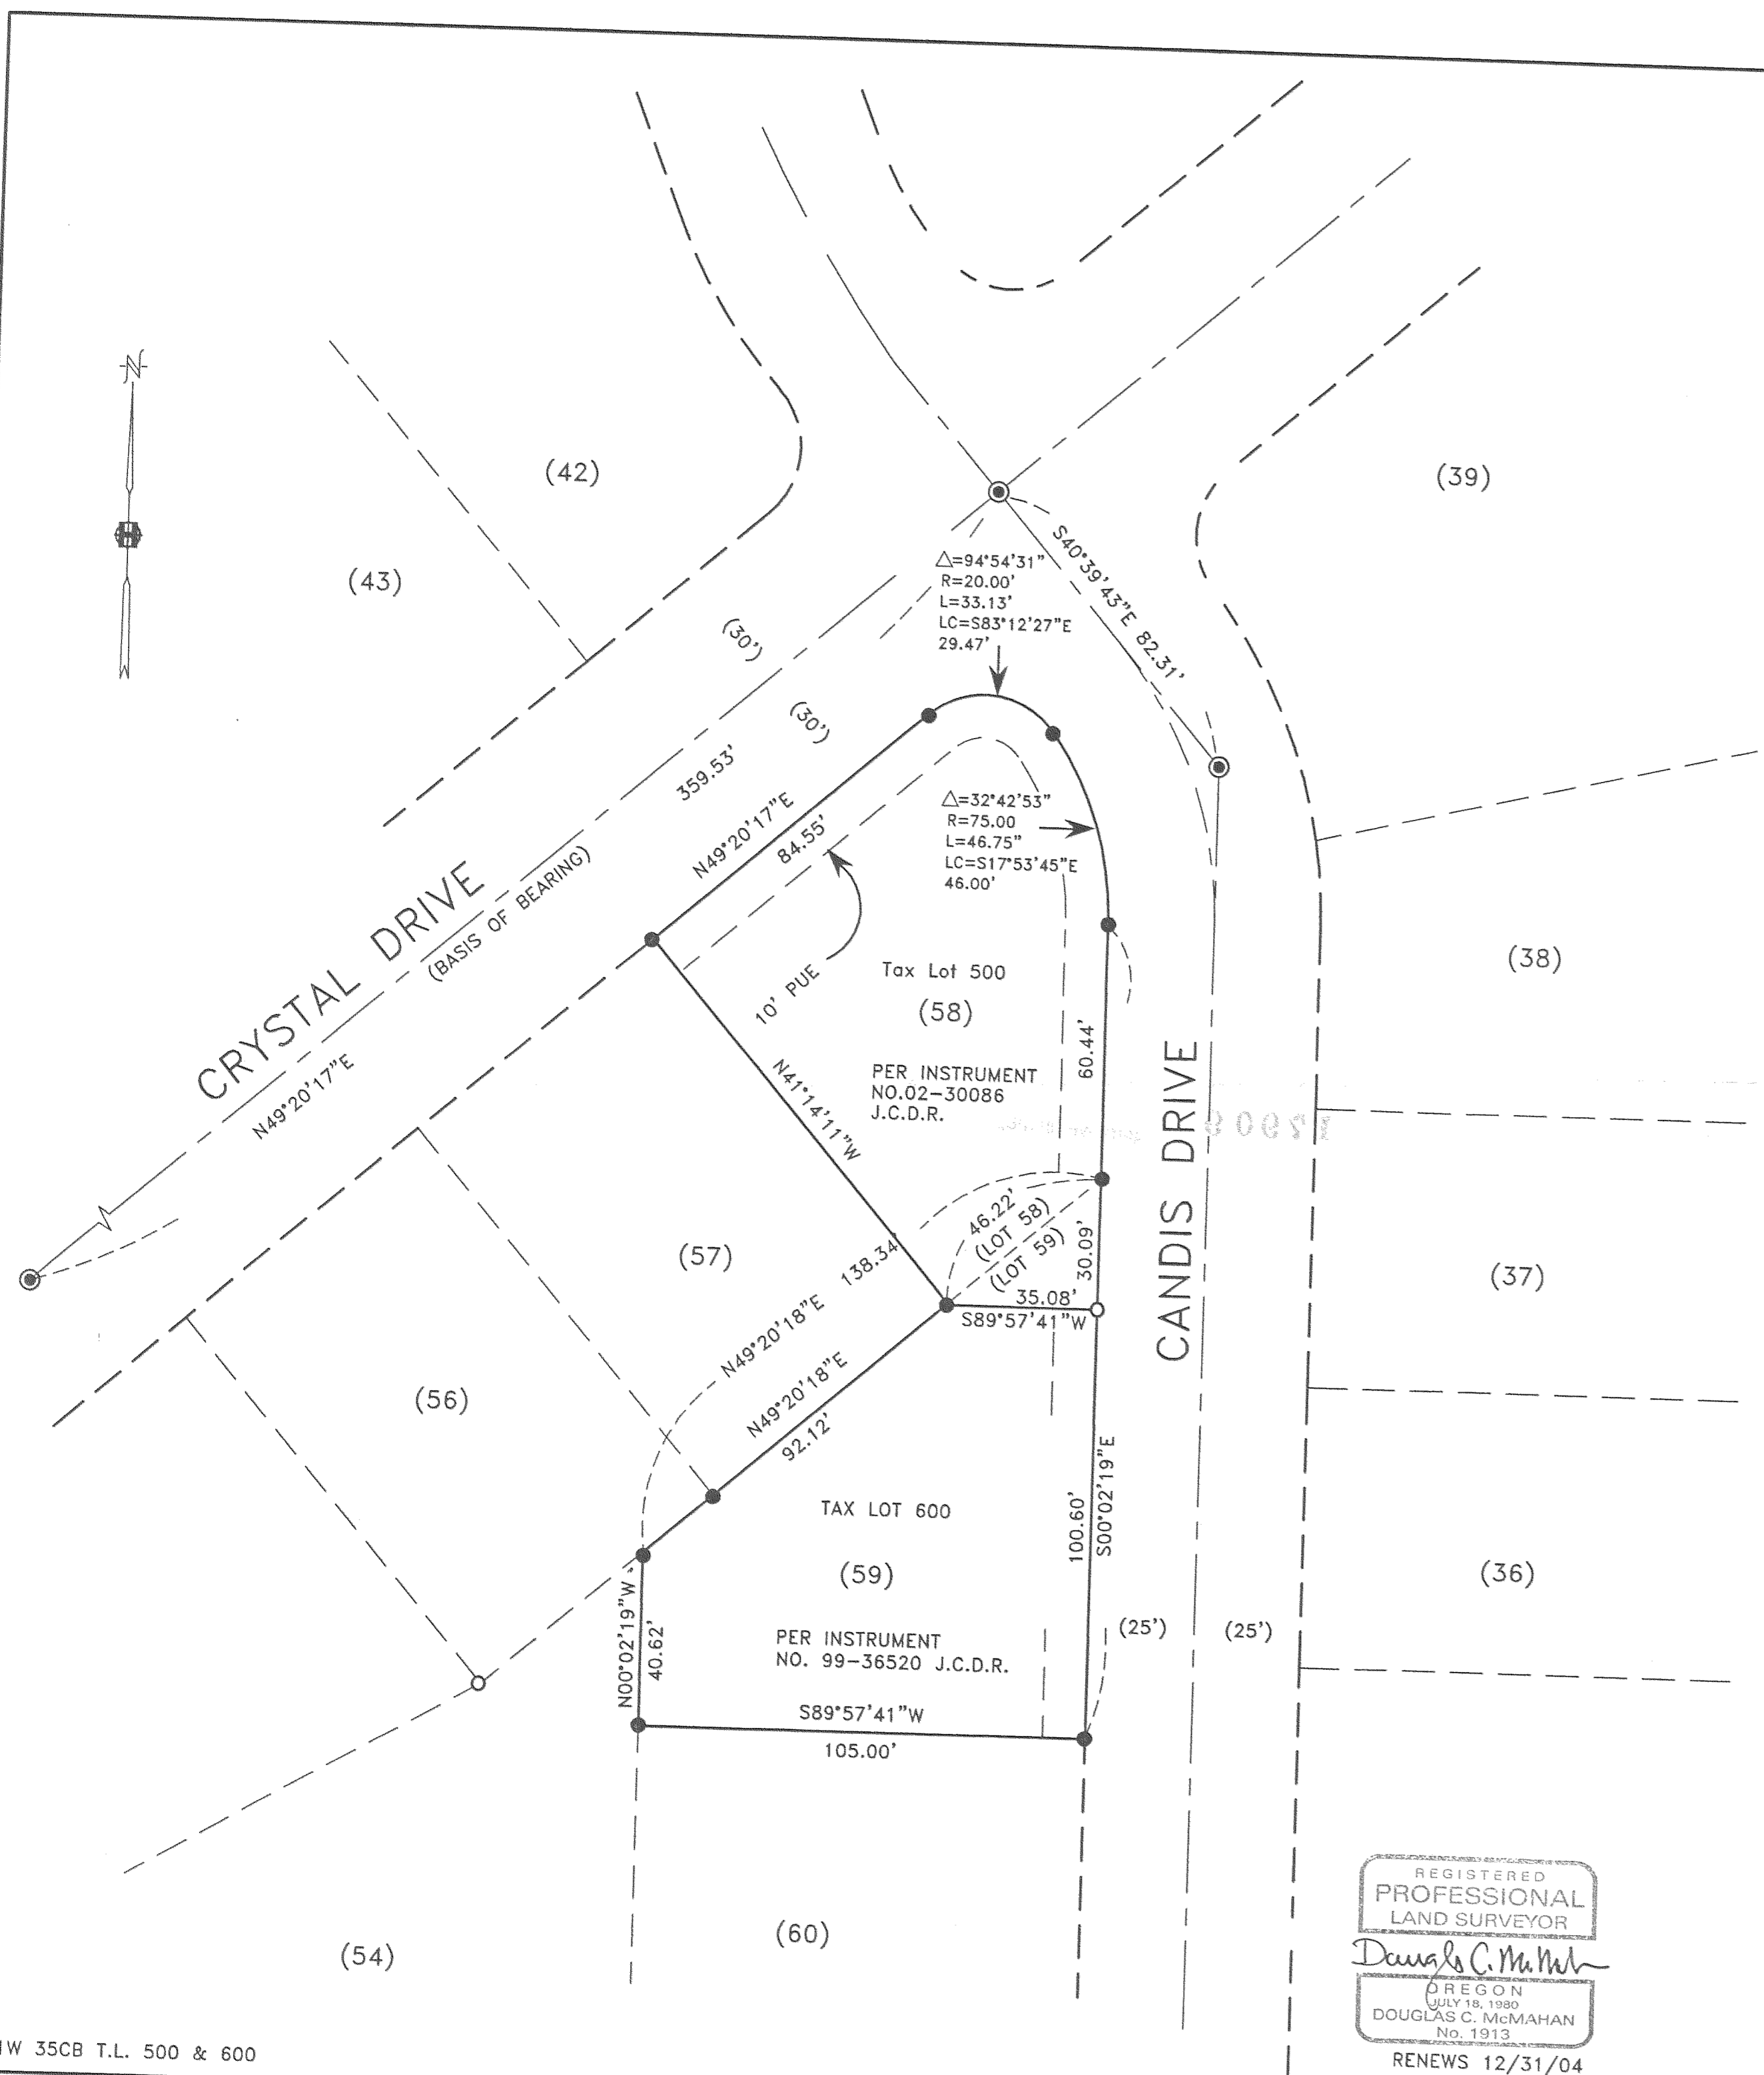 N
(42)
(39)
(43)
△=94°54'31"
R=20.00'
L=33.13'
LC=S83°12'27"E
29.47'
S40°39'43"E 82.31'
(30')
(30')
359.53'
N49°20'17"E
84.55'
△=32°42'53"
R=75.00
L=46.75"
LC=S17°53'45"E
46.00'
CRYSTAL DRIVE
(BASIS OF BEARING)
N49°20'17"E
10' PUE
Tax Lot 500
(58)
(38)
60.44'
PER INSTRUMENT
NO.02-30086
J.C.D.R.
N41°14'11"W
CANDIS DRIVE
46.22'
(LOT 58)
(LOT 59)
30.09'
35.08'
S89°57'41"W
(57)
(37)
N49°20'18"E 138.34'
N49°20'18"E
92.12'
(56)
TAX LOT 600
(59)
100.60'
S00°02'19"E
(36)
N00°02'19"W
40.62'
PER INSTRUMENT
NO. 99-36520 J.C.D.R.
(25')
(25')
S89°57'41"W
105.00'
(60)
(54)
REGISTERED
PROFESSIONAL
LAND SURVEYOR
Douglas C. McMahan
OREGON
JULY 18, 1980
DOUGLAS C. McMAHAN
No. 1913
RENEWS 12/31/04
1W 35CB T.L. 500 & 600